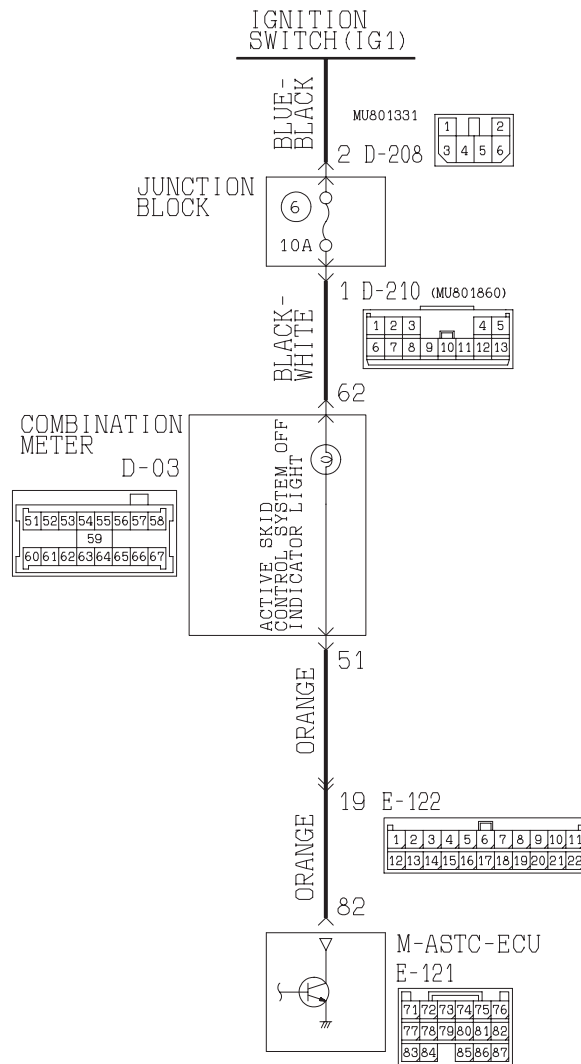 IGNITION
SWITCH(IG1)
BLUE-
BLACK
MU801331
1 2
3 4 5 6
2 D-208
JUNCTION
BLOCK
6
10A
1 D-210 (MU801860)
1 2 3 4 5
6 7 8 9 10 11 12 13
BLACK-
WHITE
62
COMBINATION
METER
D-03
51 52 53 54 55 56 57 58
59
60 61 62 63 64 65 66 67
ACTIVE SKID
CONTROL SYSTEM OFF
INDICATOR LIGHT
51
ORANGE
19 E-122
1 2 3 4 5 6 7 8 9 10 11
12 13 14 15 16 17 18 19 20 21 22
ORANGE
82
M-ASTC-ECU
E-121
71 72 73 74 75 76
77 78 79 80 81 82
83 84 85 86 87